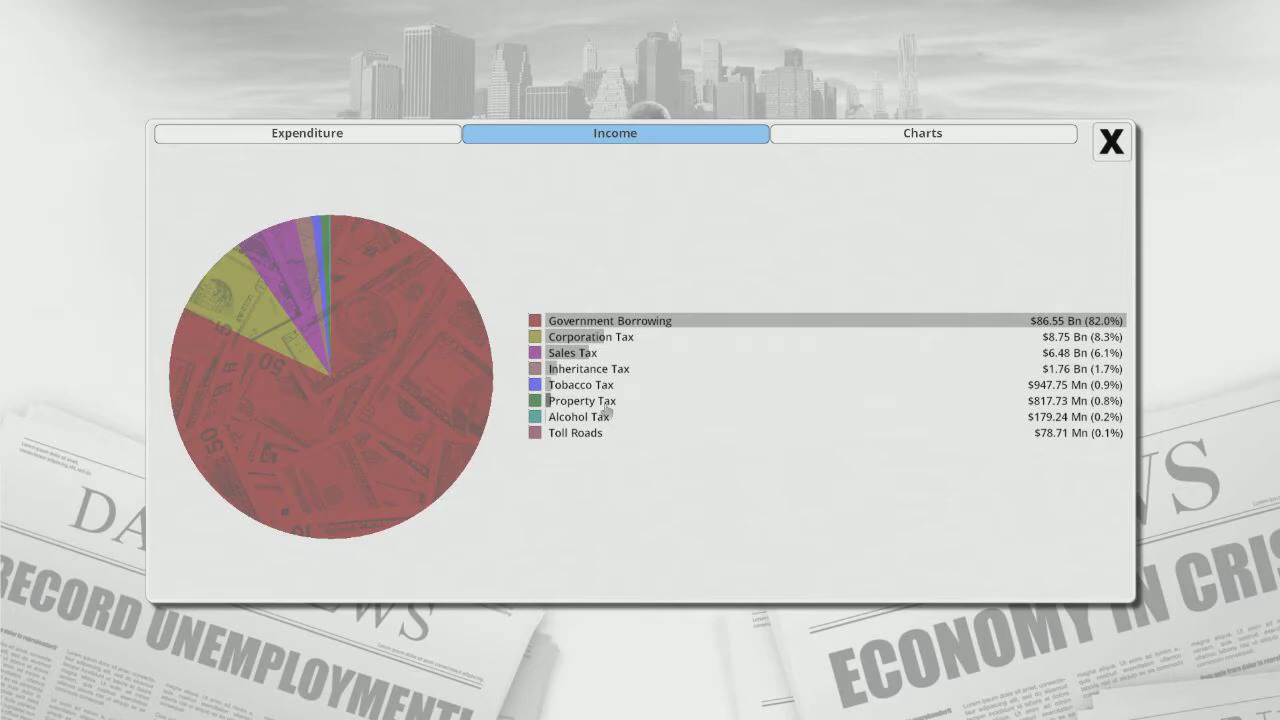 Expenditure
Income
Charts
X
Government Borrowing $86.55 Bn (82.0%)
Corporation Tax $8.75 Bn (8.3%)
Sales Tax $6.48 Bn (6.1%)
Inheritance Tax $1.76 Bn (1.7%)
Tobacco Tax $947.75 Mn (0.9%)
Property Tax $817.73 Mn (0.8%)
Alcohol Tax $179.24 Mn (0.2%)
Toll Roads $78.71 Mn (0.1%)
DA
WS
RECORD UNEMPLOYMENT
WS
ECONOMY IN CRIS